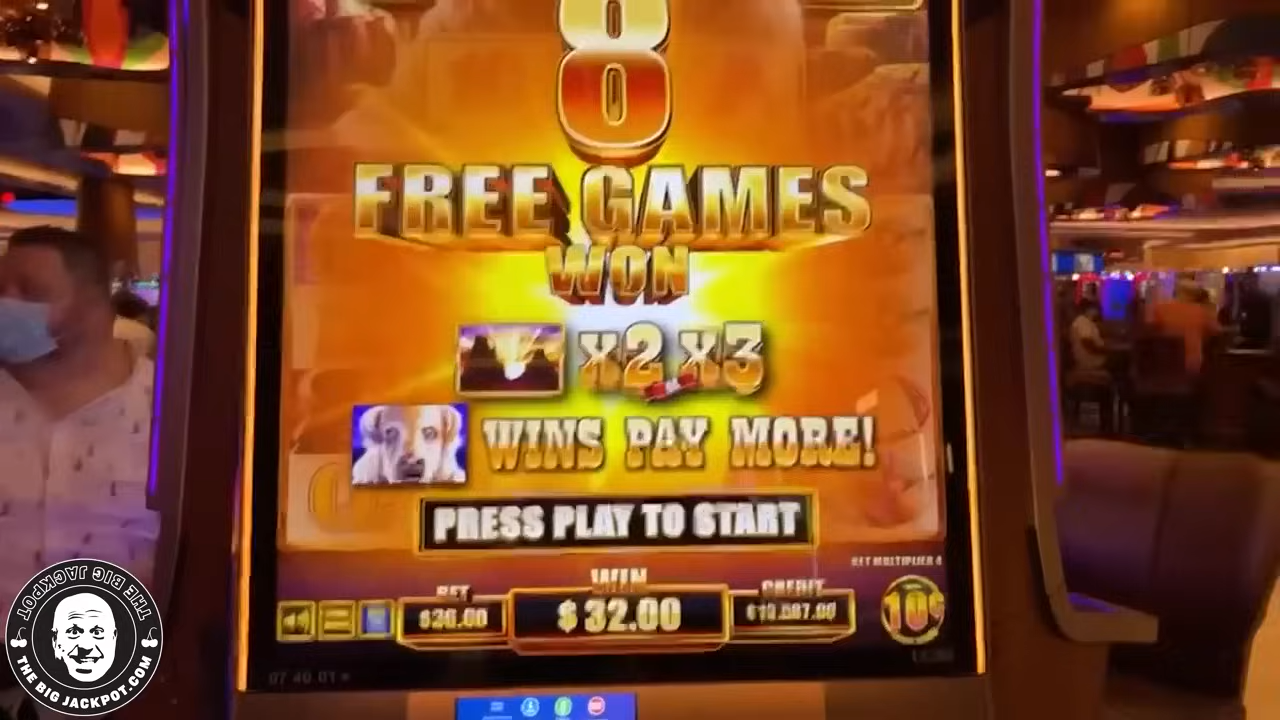 8
FREE GAMES
WON
X2 X3
WINS PAY MORE!
PRESS PLAY TO START
BET MULTIPLIER 4
BET
WIN
CREDIT
$ 32.00
10¢
THE BIG JACKPOT
THE BIG JACKPOT.COM